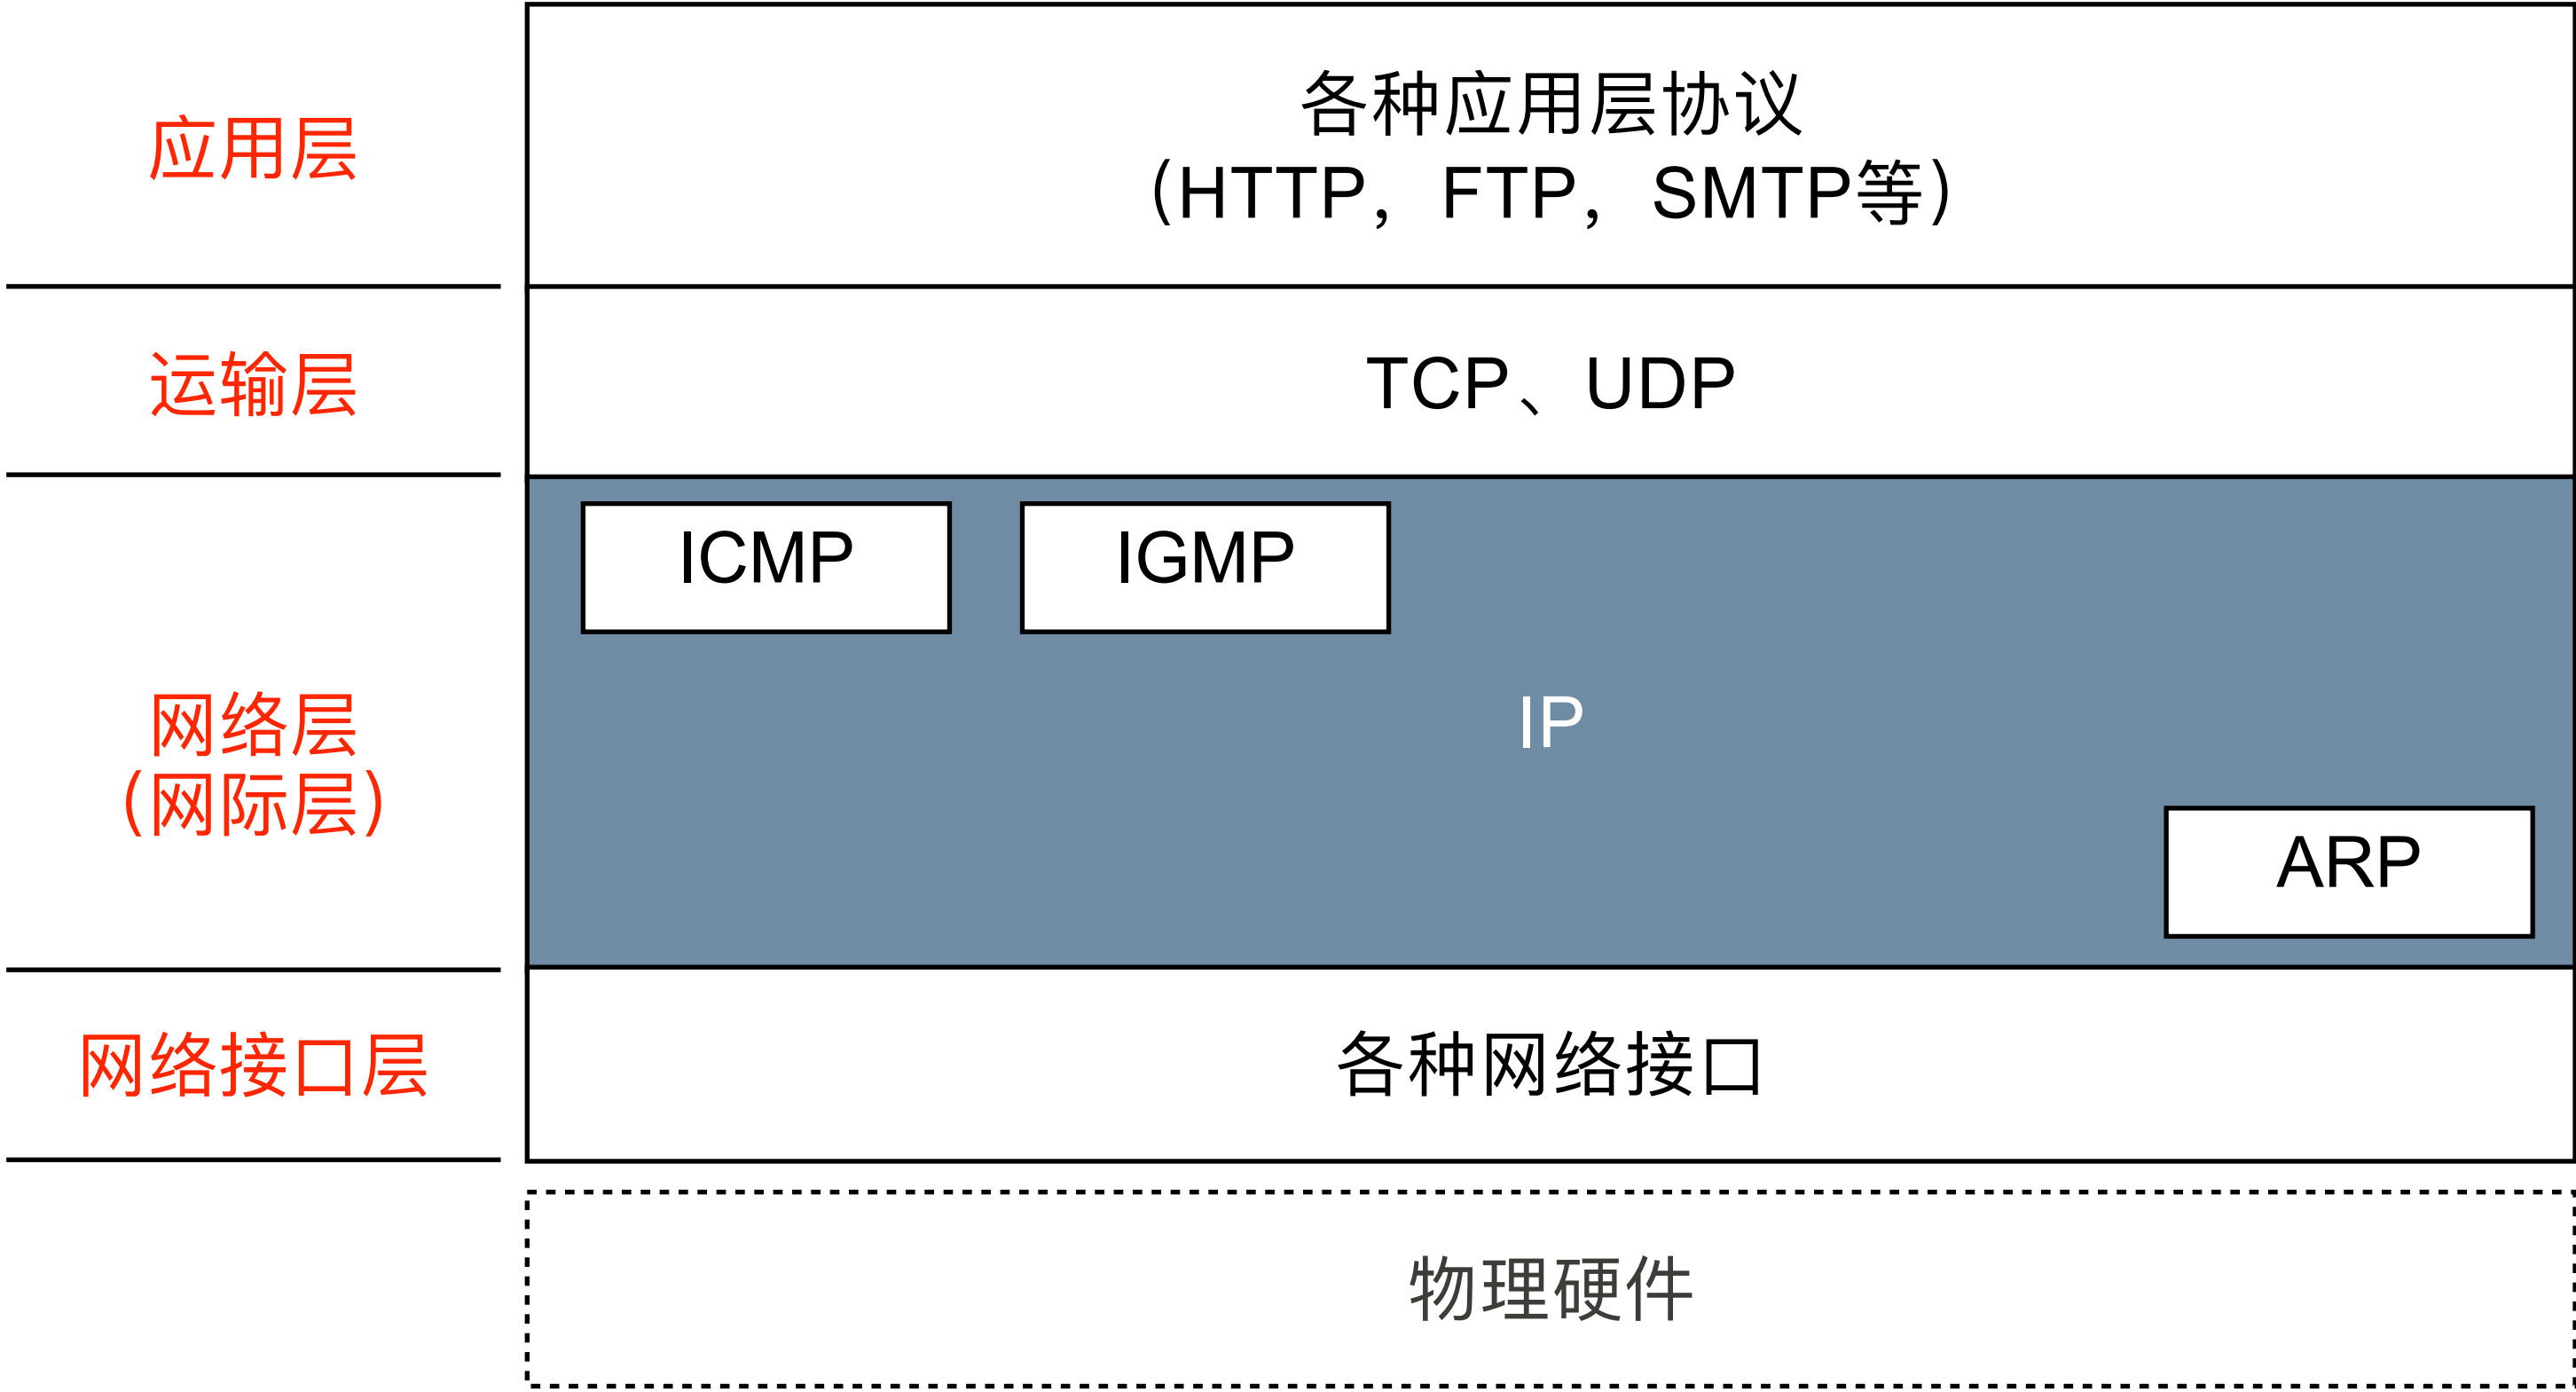 应用层
各种应用层协议
（HTTP，FTP，SMTP等）
运输层
TCP、UDP
ICMP
IGMP
网络层
（网际层）
IP
ARP
网络接口层
各种网络接口
物理硬件